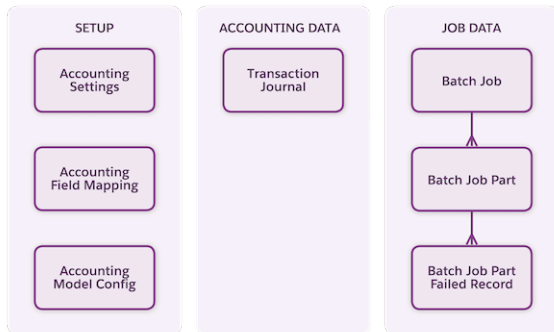 SETUP
Accounting
Settings
Accounting
Field Mapping
Accounting
Model Config
ACCOUNTING DATA
Transaction
Journal
JOB DATA
Batch Job
Batch Job Part
Batch Job Part
Failed Record